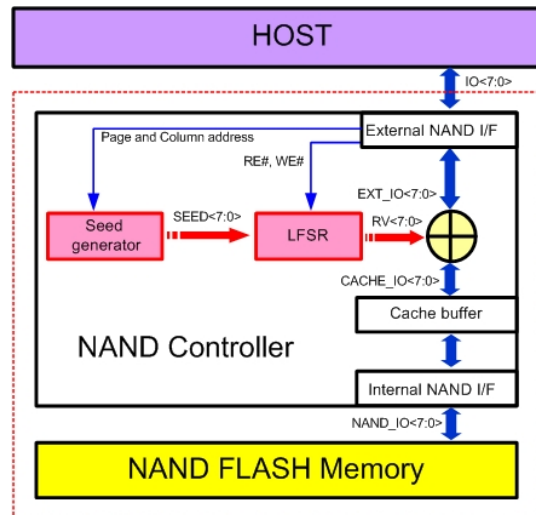 HOST
IO<7:0>
External NAND I/F
Page and Column address
RE#, WE#
EXT_IO<7:0>
Seed
generator
SEED<7:0>
LFSR
RV<7:0>
CACHE_IO<7:0>
Cache buffer
NAND Controller
Internal NAND I/F
NAND_IO<7:0>
NAND FLASH Memory